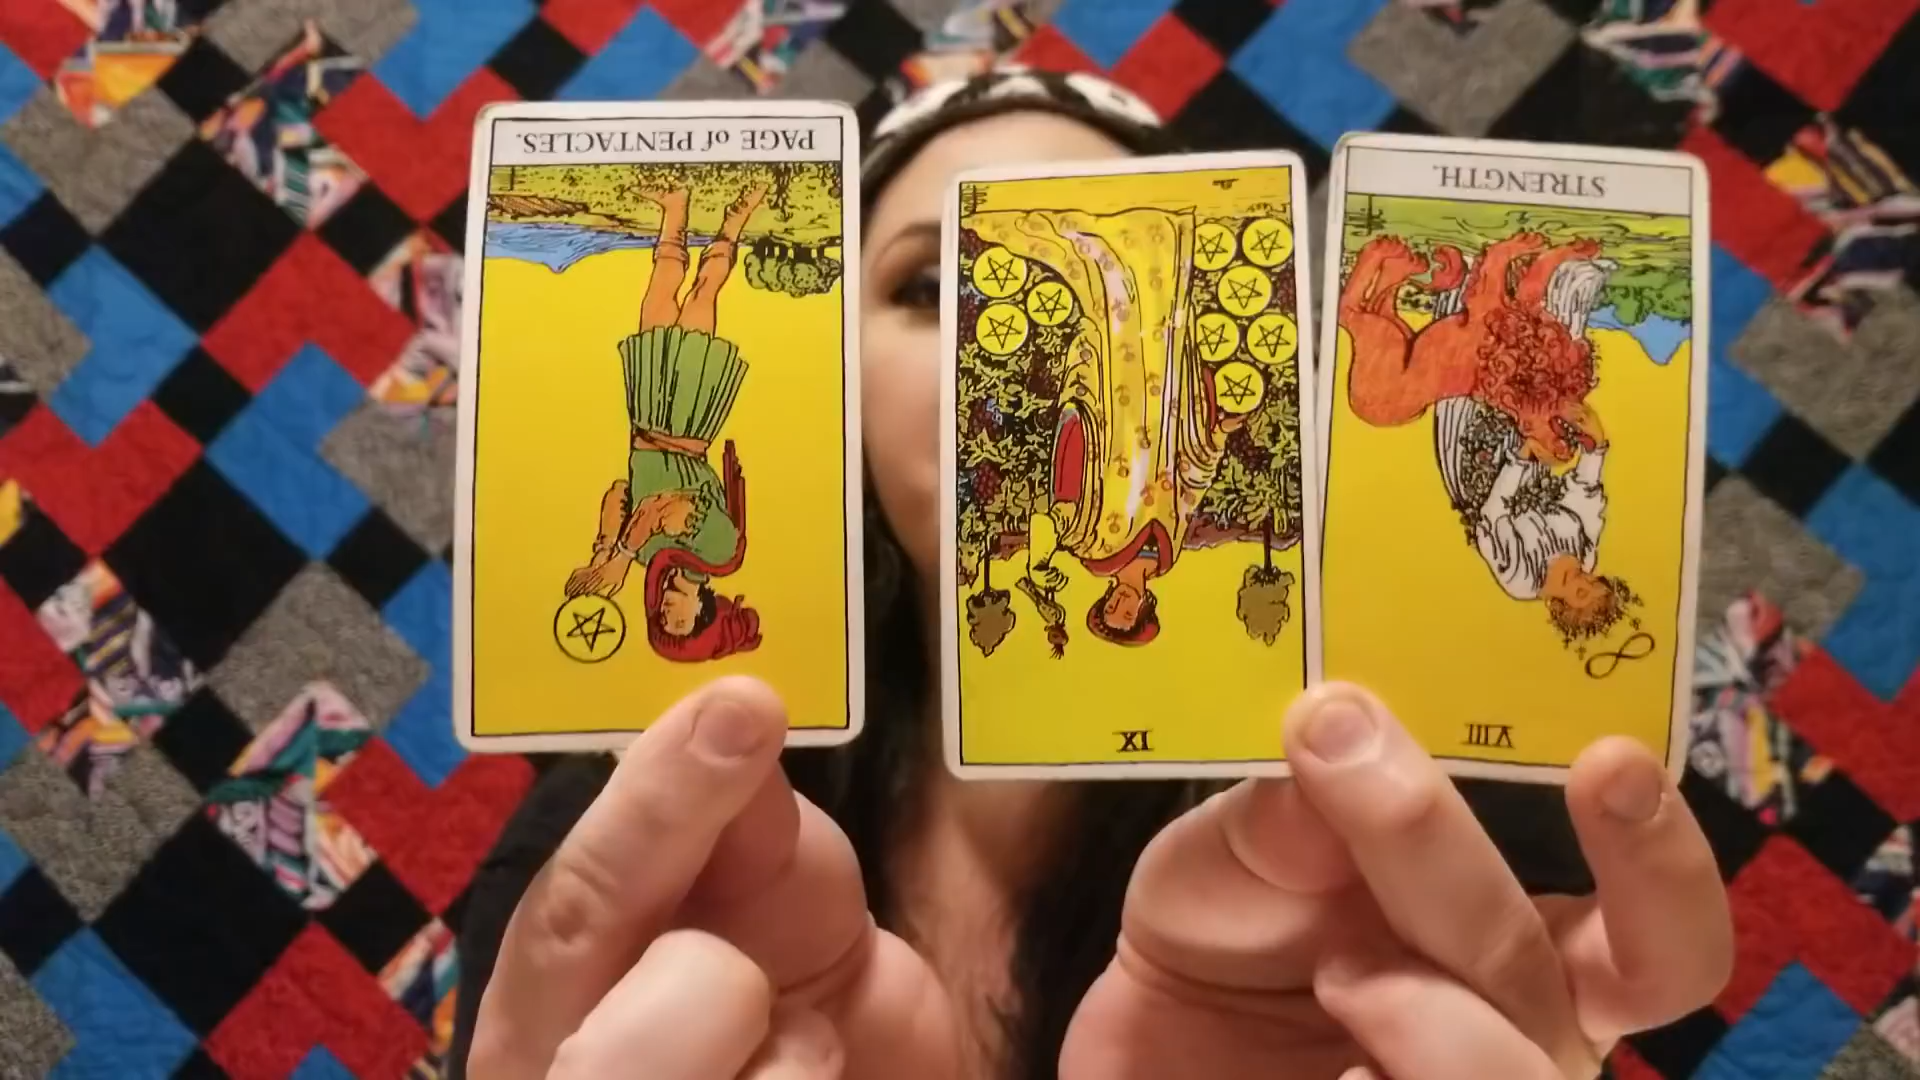 PAGE of PENTACLES.
IX
STRENGTH.
VIII